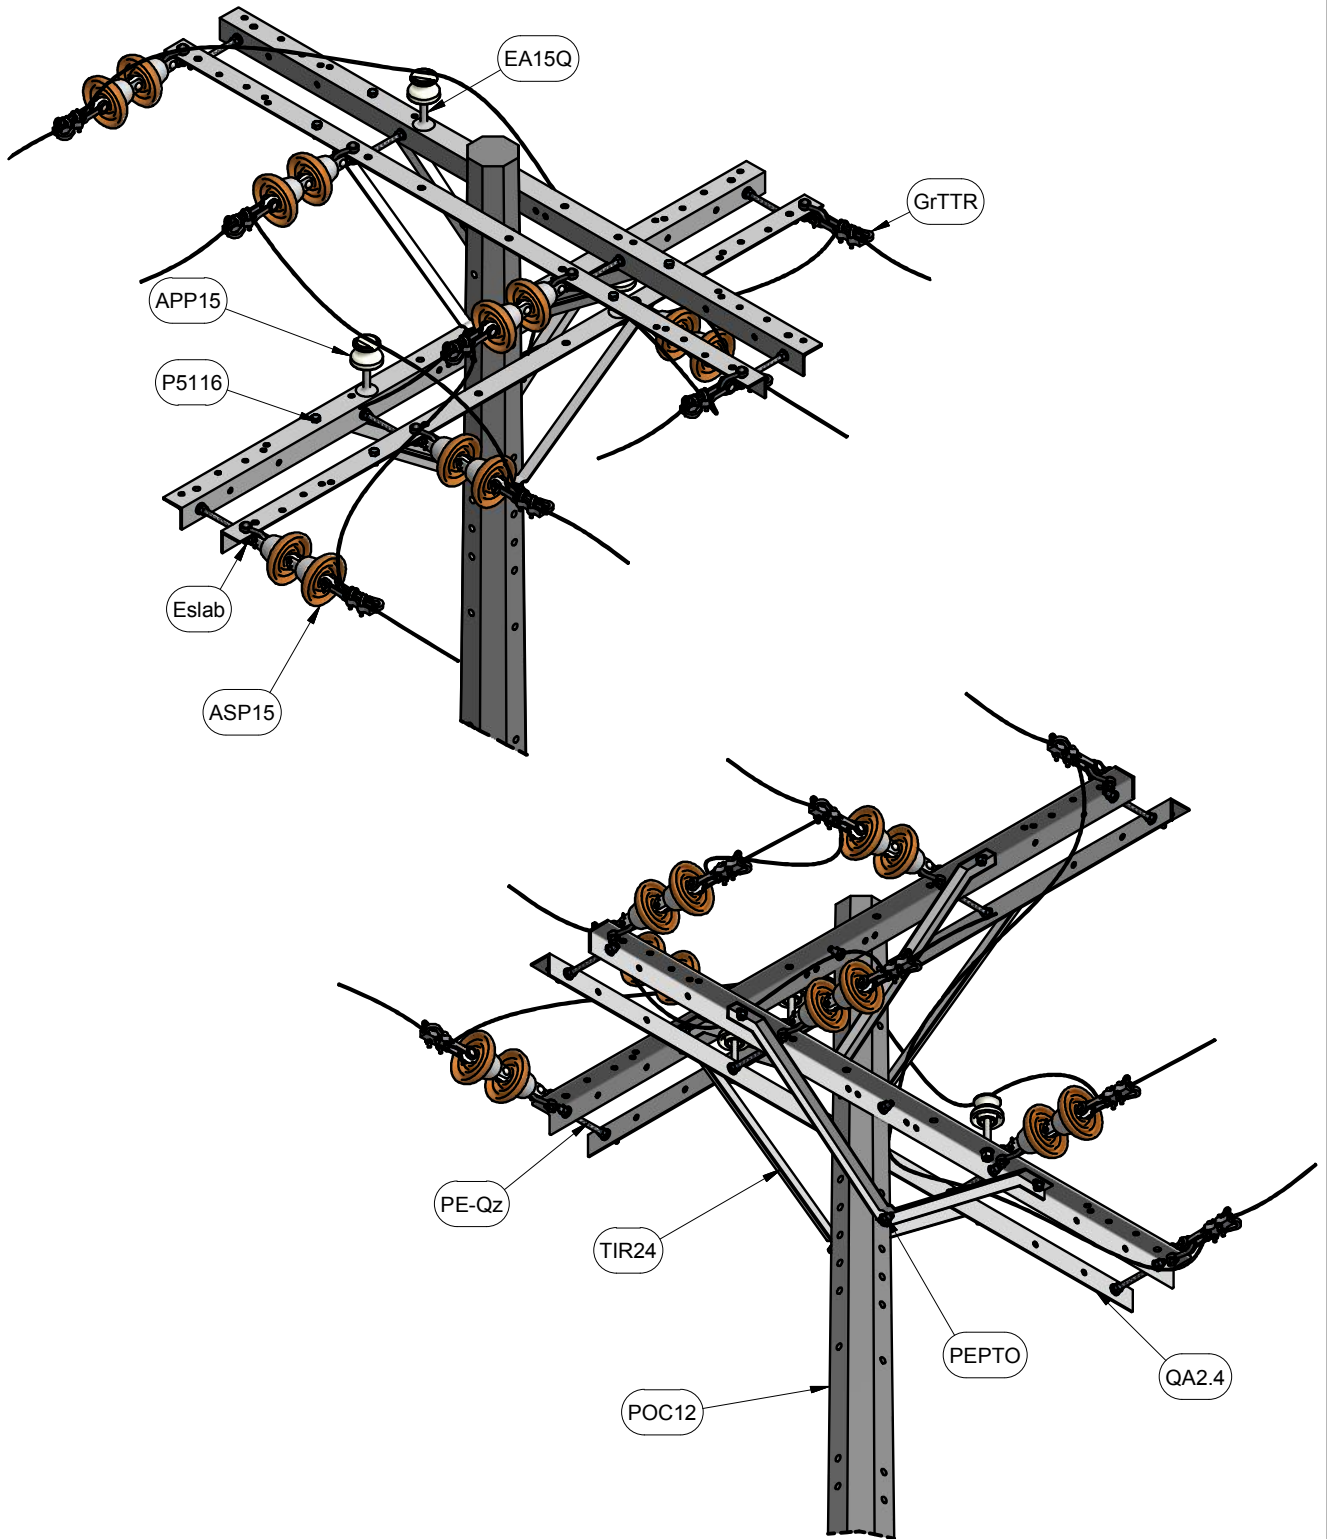 EA15Q
GrTTR
APP15
P5116
Eslab
ASP15
PE-Qz
TIR24
PEPTO
QA2.4
POC12